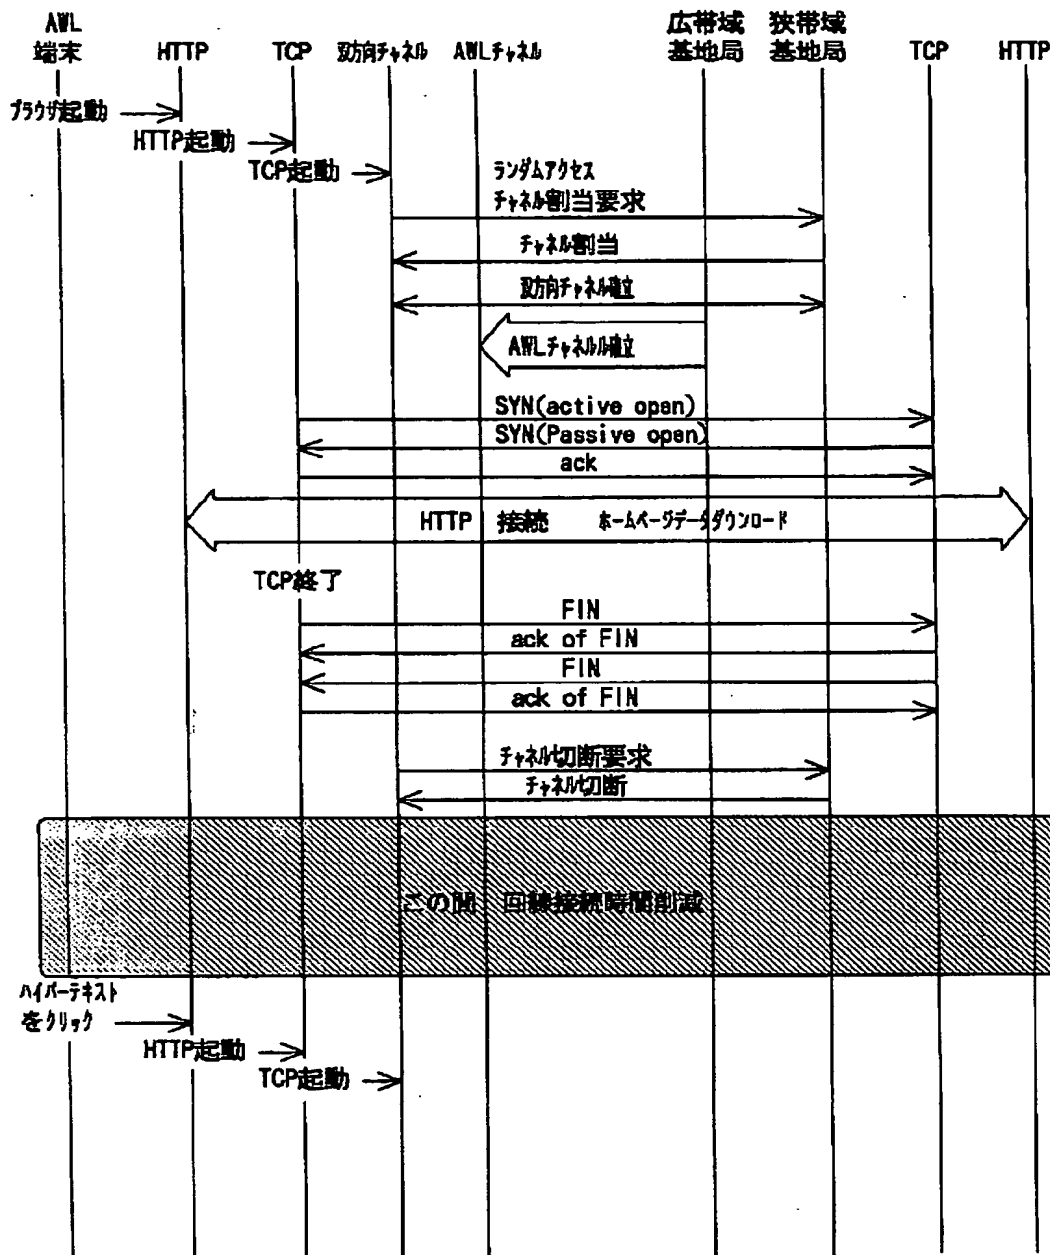 AWL
端末
HTTP
TCP
双方向チャネル
AWLチャネル
広帯域
基地局
狭帯域
基地局
TCP
HTTP
ブラウザ起動
HTTP起動
TCP起動
ランダムアクセス
チャネル割当要求
チャネル割当
双方向チャネル確立
AWLチャネル確立
SYN(active open)
SYN(Passive open)
ack
HTTP 接続 ホームページデータダウンロード
TCP終了
FIN
ack of FIN
FIN
ack of FIN
チャネル切断要求
チャネル切断
この間 回線接続時間削減
ハイパーテキスト
をクリック
HTTP起動
TCP起動